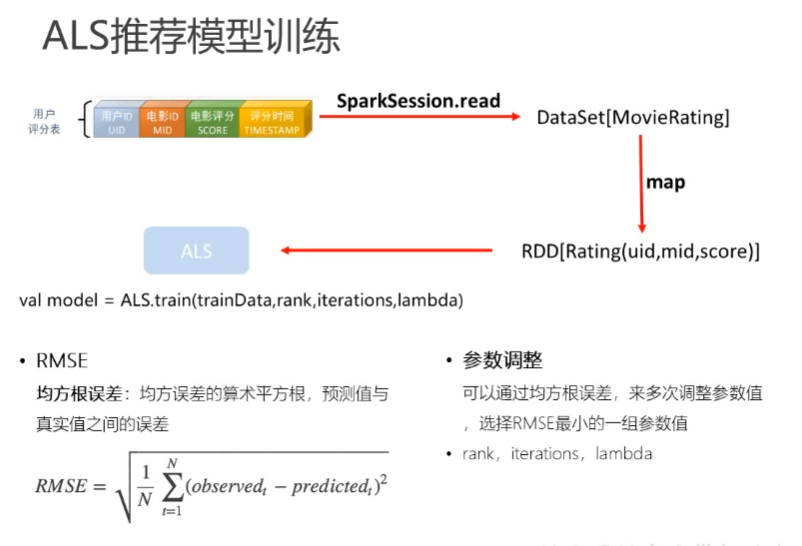 ALS推荐模型训练
用户
评分表
用户ID
UID
电影ID
MID
电影评分
SCORE
评分时间
TIMESTAMP
SparkSession.read
DataSet[MovieRating]
map
ALS
RDD[Rating(uid,mid,score)]
val model = ALS.train(trainData,rank,iterations,lambda)
• RMSE
均方根误差：均方误差的算术平方根，预测值与
真实值之间的误差
RMSE = √(1/N ∑_{t=1}^{N} (observed_t − predicted_t)²)
• 参数调整
可以通过均方根误差，来多次调整参数值
，选择RMSE最小的一组参数值
• rank，iterations，lambda